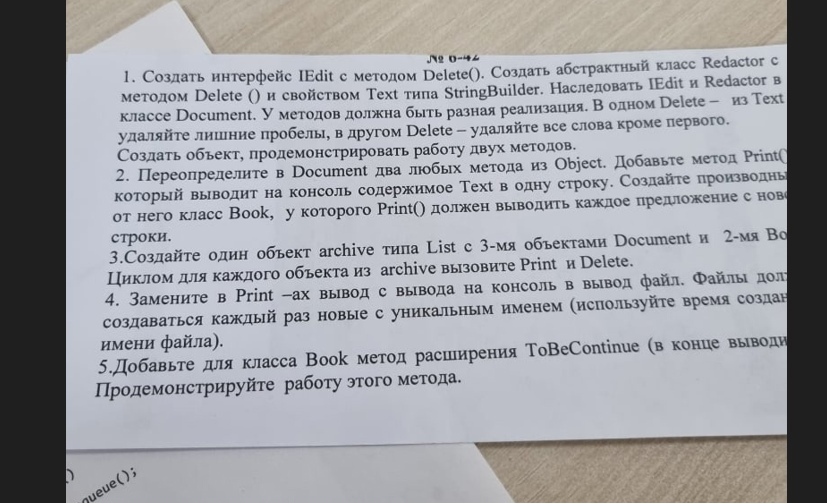 № 6-42
1. Создать интерфейс IEdit с методом Delete(). Создать абстрактный класс Redactor с
методом Delete () и свойством Text типа StringBuilder. Наследовать IEdit и Redactor в
классе Document. У методов должна быть разная реализация. В одном Delete – из Text
удаляйте лишние пробелы, в другом Delete – удаляйте все слова кроме первого.
Создать объект, продемонстрировать работу двух методов.
2. Переопределите в Document два любых метода из Object. Добавьте метод Print(
который выводит на консоль содержимое Text в одну строку. Создайте производны
от него класс Book, у которого Print() должен выводить каждое предложение с ново
строки.
3.Создайте один объект archive типа List с 3-мя объектами Document и 2-мя Bo
Циклом для каждого объекта из archive вызовите Print и Delete.
4. Замените в Print –ах вывод с вывода на консоль в вывод файл. Файлы дол
создаваться каждый раз новые с уникальным именем (используйте время создан
имени файла).
5.Добавьте для класса Book метод расширения ToBeContinue (в конце выводи
Продемонстрируйте работу этого метода.
)
queue();